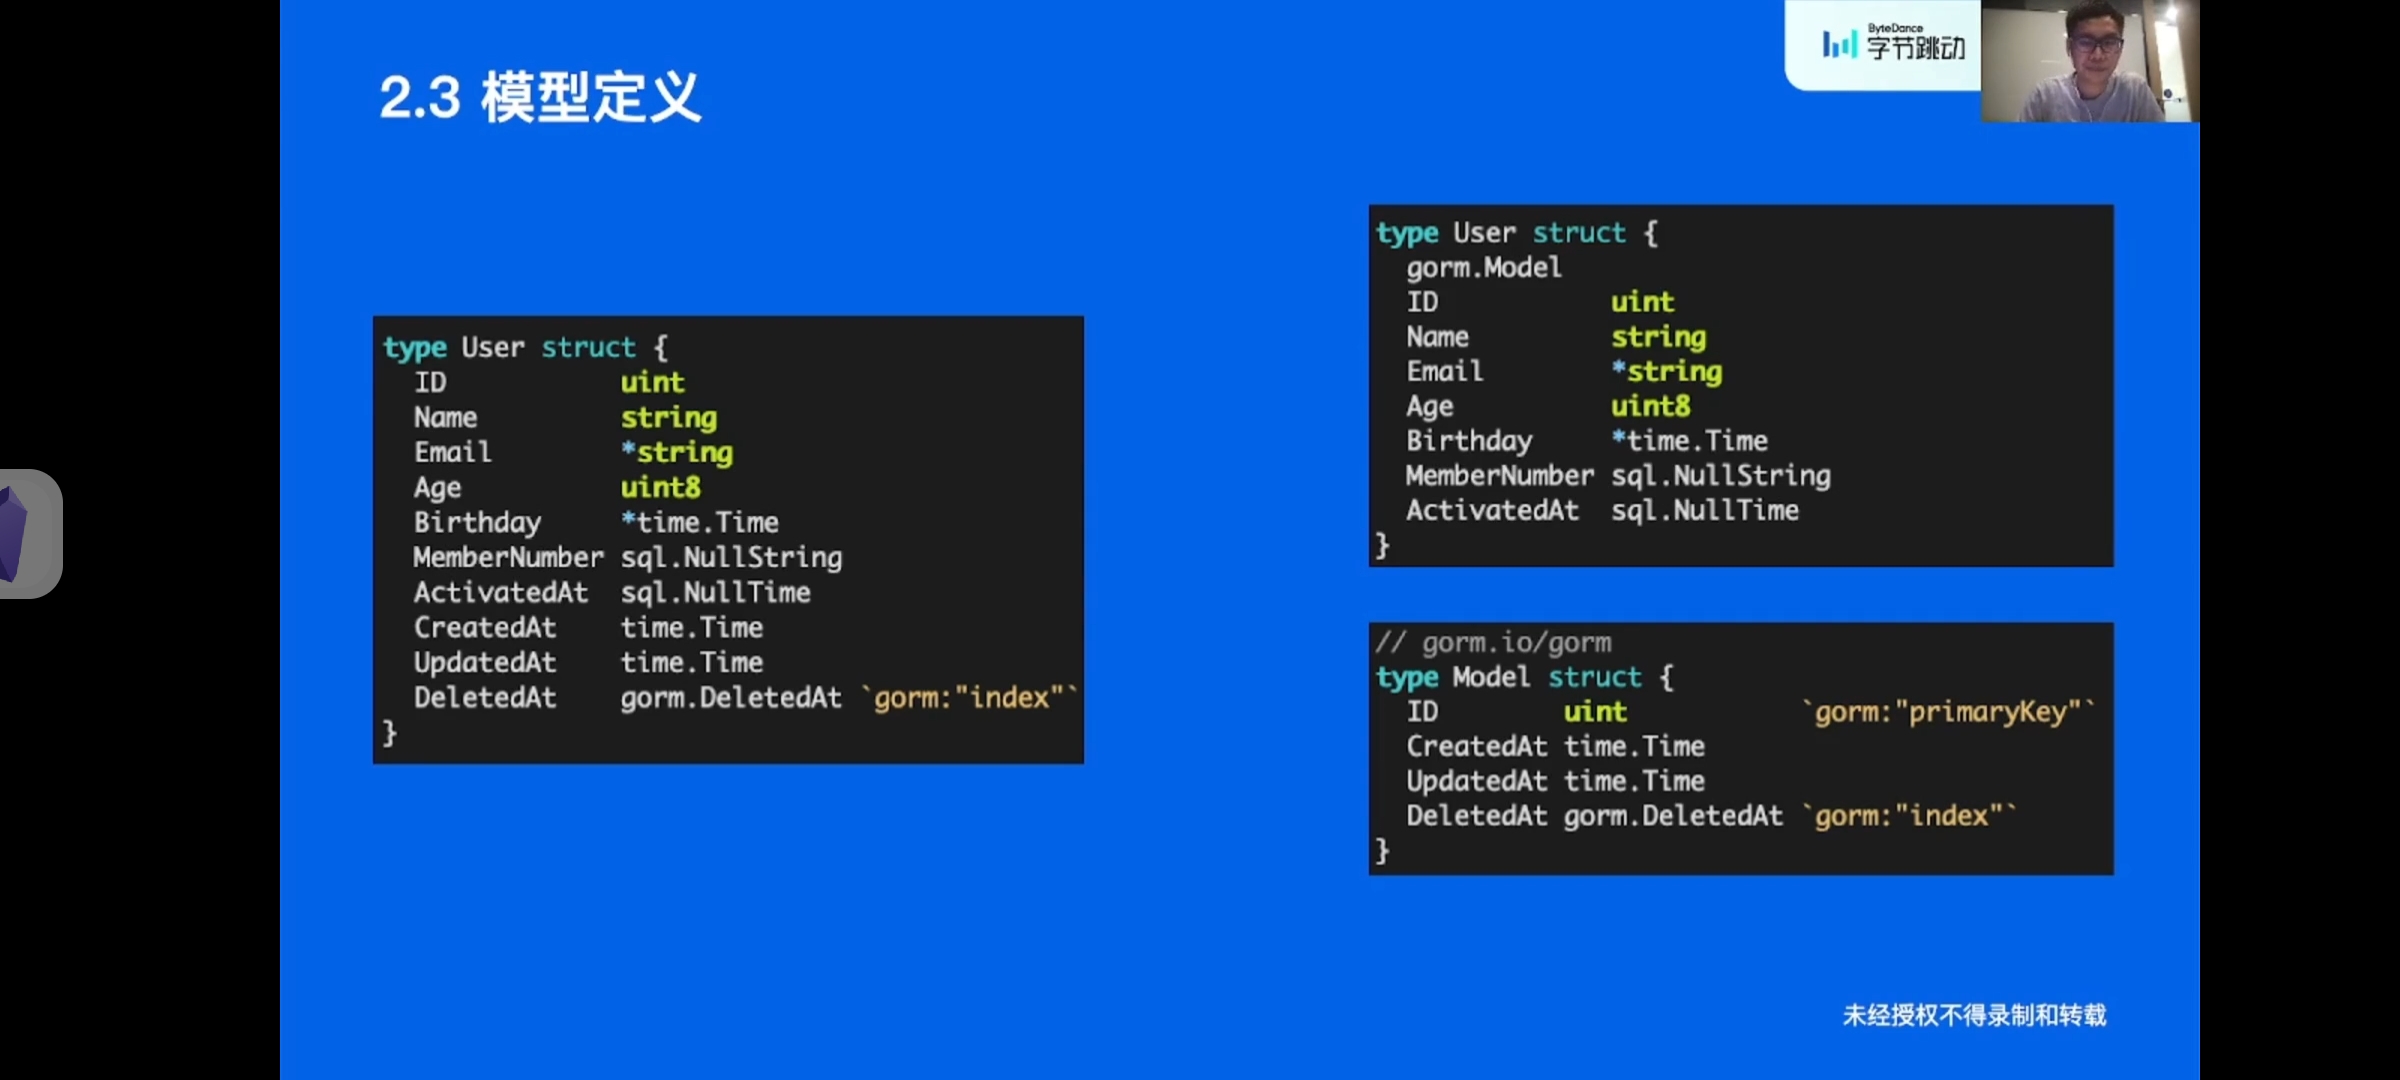 2.3 模型定义
ByteDance
字节跳动
type User struct {
ID uint
Name string
Email *string
Age uint8
Birthday *time.Time
MemberNumber sql.NullString
ActivatedAt sql.NullTime
CreatedAt time.Time
UpdatedAt time.Time
DeletedAt gorm.DeletedAt `gorm:"index"`
}
type User struct {
gorm.Model
ID uint
Name string
Email *string
Age uint8
Birthday *time.Time
MemberNumber sql.NullString
ActivatedAt sql.NullTime
}
// gorm.io/gorm
type Model struct {
ID uint `gorm:"primaryKey"`
CreatedAt time.Time
UpdatedAt time.Time
DeletedAt gorm.DeletedAt `gorm:"index"`
}
未经授权不得录制和转载